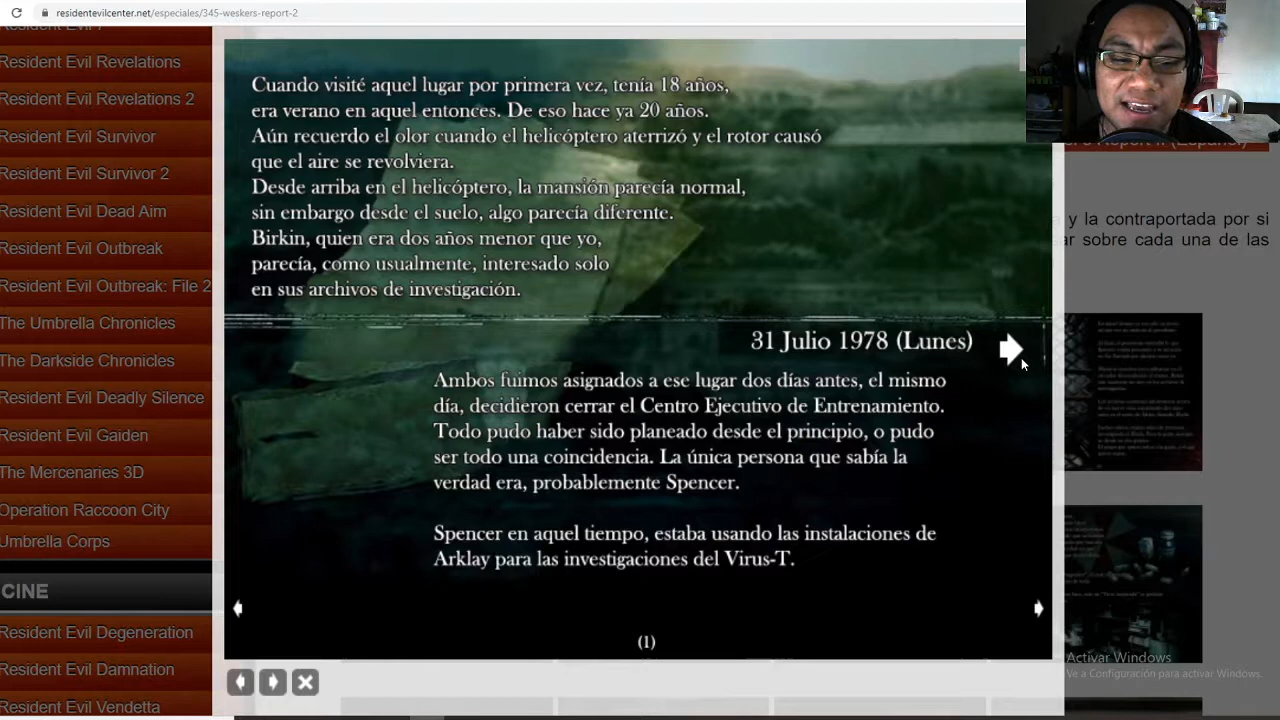 residentevilcenter.net/especiales/345-weskers-report-2
Resident Evil Revelations
Resident Evil Revelations 2
Resident Evil Survivor
Resident Evil Survivor 2
Resident Evil Dead Aim
Resident Evil Outbreak
Resident Evil Outbreak: File 2
The Umbrella Chronicles
The Darkside Chronicles
Resident Evil Deadly Silence
Resident Evil Gaiden
The Mercenaries 3D
Operation Raccoon City
Umbrella Corps
CINE
Resident Evil Degeneration
Resident Evil Damnation
Resident Evil Vendetta
Cuando visité aquel lugar por primera vez, tenía 18 años,
era verano en aquel entonces. De eso hace ya 20 años.
Aún recuerdo el olor cuando el helicóptero aterrizó y el rotor causó
que el aire se revolviera.
Desde arriba en el helicóptero, la mansión parecía normal,
sin embargo desde el suelo, algo parecía diferente.
Birkin, quien era dos años menor que yo,
parecía, como usualmente, interesado solo
en sus archivos de investigación.
31 Julio 1978 (Lunes)
Ambos fuimos asignados a ese lugar dos días antes, el mismo
día, decidieron cerrar el Centro Ejecutivo de Entrenamiento.
Todo pudo haber sido planeado desde el principio, o pudo
ser todo una coincidencia. La única persona que sabía la
verdad era, probablemente Spencer.
Spencer en aquel tiempo, estaba usando las instalaciones de
Arklay para las investigaciones del Virus-T.
(1)
y la contraportada por si
sobre cada una de las
Activar Windows
Ve a Configuración para activar Windows.